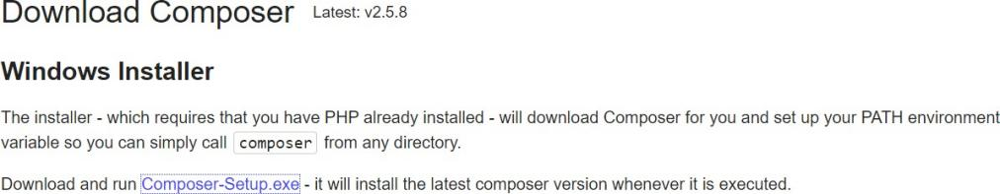 Download Composer Latest: v2.5.8
Windows Installer
The installer - which requires that you have PHP already installed - will download Composer for you and set up your PATH environment
variable so you can simply call composer from any directory.
Download and run Composer-Setup.exe - it will install the latest composer version whenever it is executed.